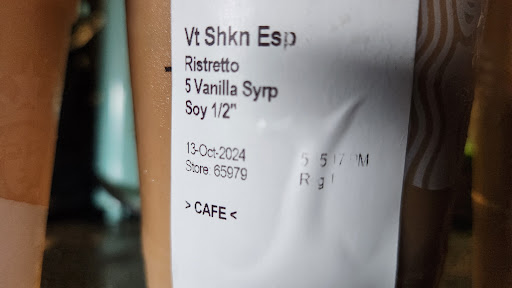 Vt Shkn Esp
Ristretto
5 Vanilla Syrp
Soy 1/2"
13-Oct-2024
Store: 65979
> CAFE <